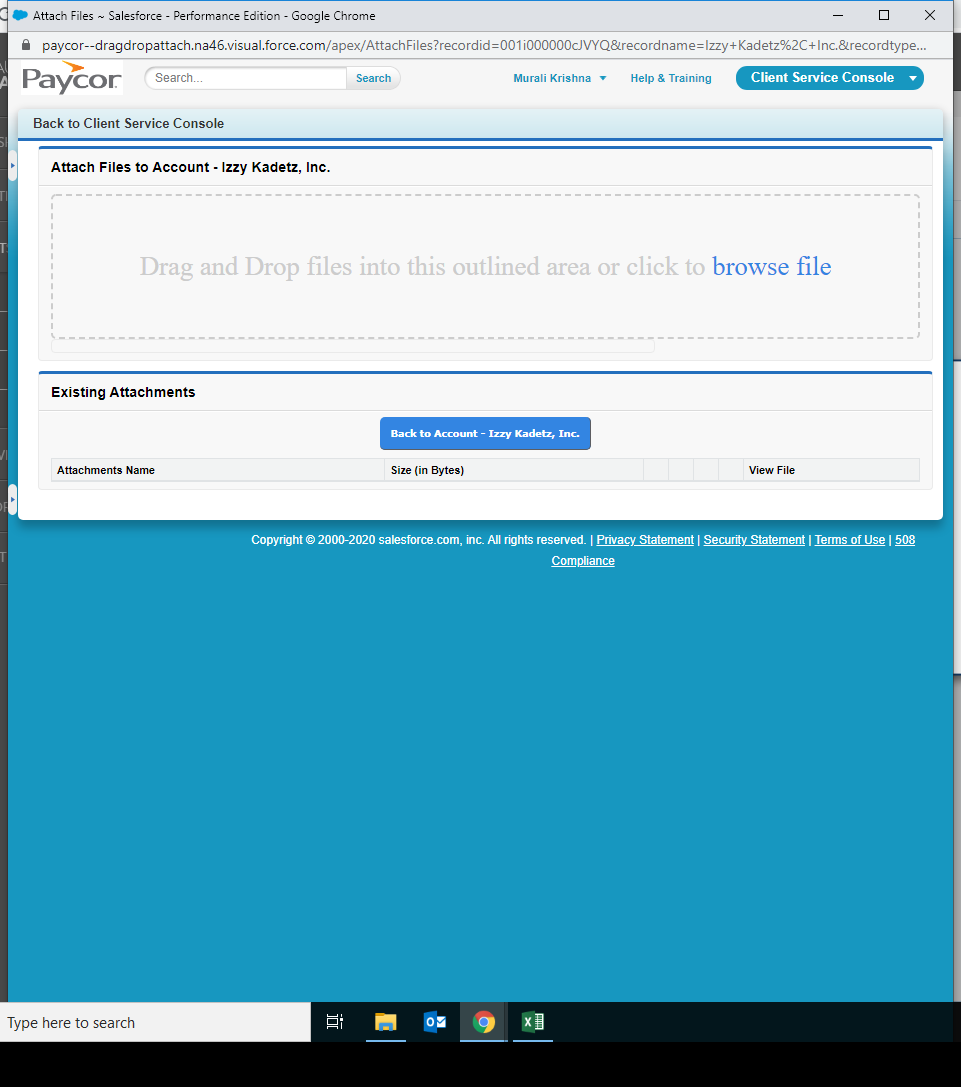 Attach Files ~ Salesforce - Performance Edition - Google Chrome
paycor--dragdropattach.na46.visual.force.com/apex/AttachFiles?recordid=001i000000cJVYQ&recordname=Izzy+Kadetz%2C+Inc.&recordtype...
Paycor
Search...
Search
Murali Krishna
Help & Training
Client Service Console
Back to Client Service Console
Attach Files to Account - Izzy Kadetz, Inc.
Drag and Drop files into this outlined area or click to browse file
Existing Attachments
Back to Account - Izzy Kadetz, Inc.
Attachments Name Size (in Bytes) View File
Copyright © 2000-2020 salesforce.com, inc. All rights reserved. | Privacy Statement | Security Statement | Terms of Use | 508
Compliance
Type here to search